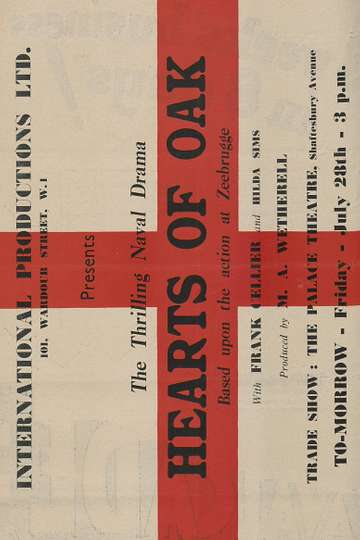 INTERNATIONAL PRODUCTIONS LTD.
101, WARDOUR STREET, W.1
Presents
The Thrilling Naval Drama
HEARTS OF OAK
Based upon the action at Zeebrugge
With FRANK CELLIER and HILDA SIMS
Produced by M. A. WETHERELL
TRADE SHOW: THE PALACE THEATRE, Shaftesbury Avenue
TO-MORROW - Friday - July 28th - 3 p.m.